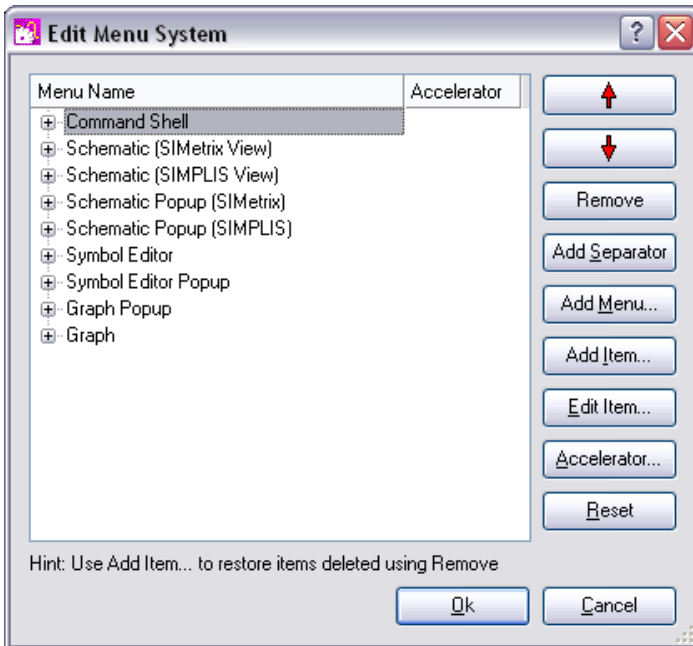 Edit Menu System
Menu Name Accelerator
Command Shell
Schematic (SIMetrix View)
Schematic (SIMPLIS View)
Schematic Popup (SIMetrix)
Schematic Popup (SIMPLIS)
Symbol Editor
Symbol Editor Popup
Graph Popup
Graph
Remove
Add Separator
Add Menu...
Add Item...
Edit Item...
Accelerator...
Reset
Hint: Use Add Item... to restore items deleted using Remove
Ok Cancel